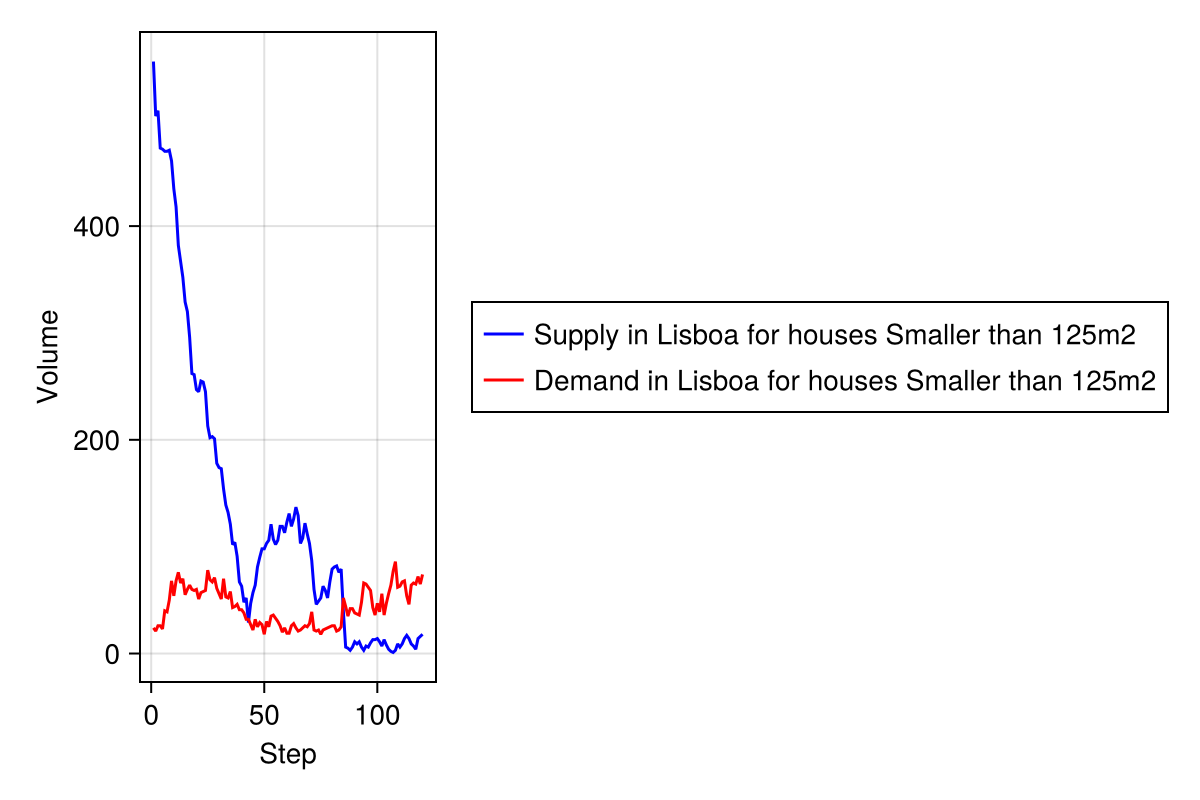 Volume
400
200
0
0 50 100
Step
Supply in Lisboa for houses Smaller than 125m2
Demand in Lisboa for houses Smaller than 125m2